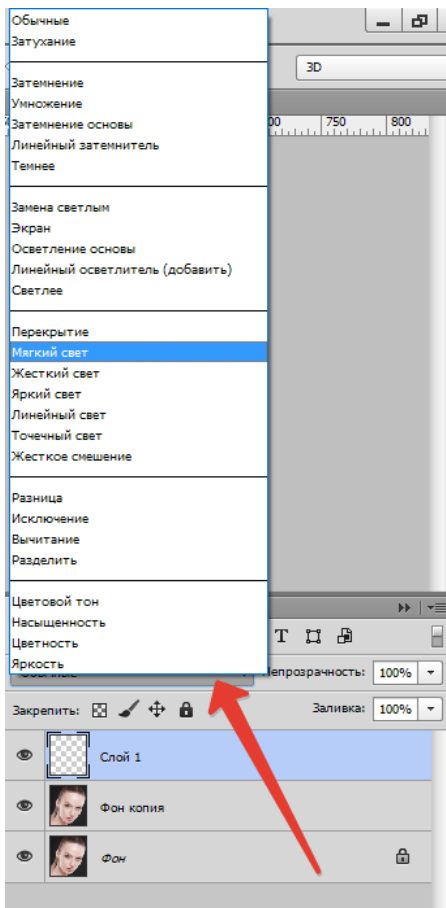 Обычные
Затухание
3D
Затемнение
Умножение
Затемнение основы
750
800
Линейный затемнитель
Темнее
Замена светлым
Экран
Осветление основы
Линейный осветлитель (добавить)
Светлее
Перекрытие
Мягкий свет
Жесткий свет
Яркий свет
Линейный свет
Точечный свет
Жесткое смешение
Разница
Исключение
Вычитание
Разделить
Цветовой тон
Насыщенность
Цветность
Яркость
Непрозрачность: 100%
Закрепить:
Заливка: 100%
Слой 1
Фон копия
Фон